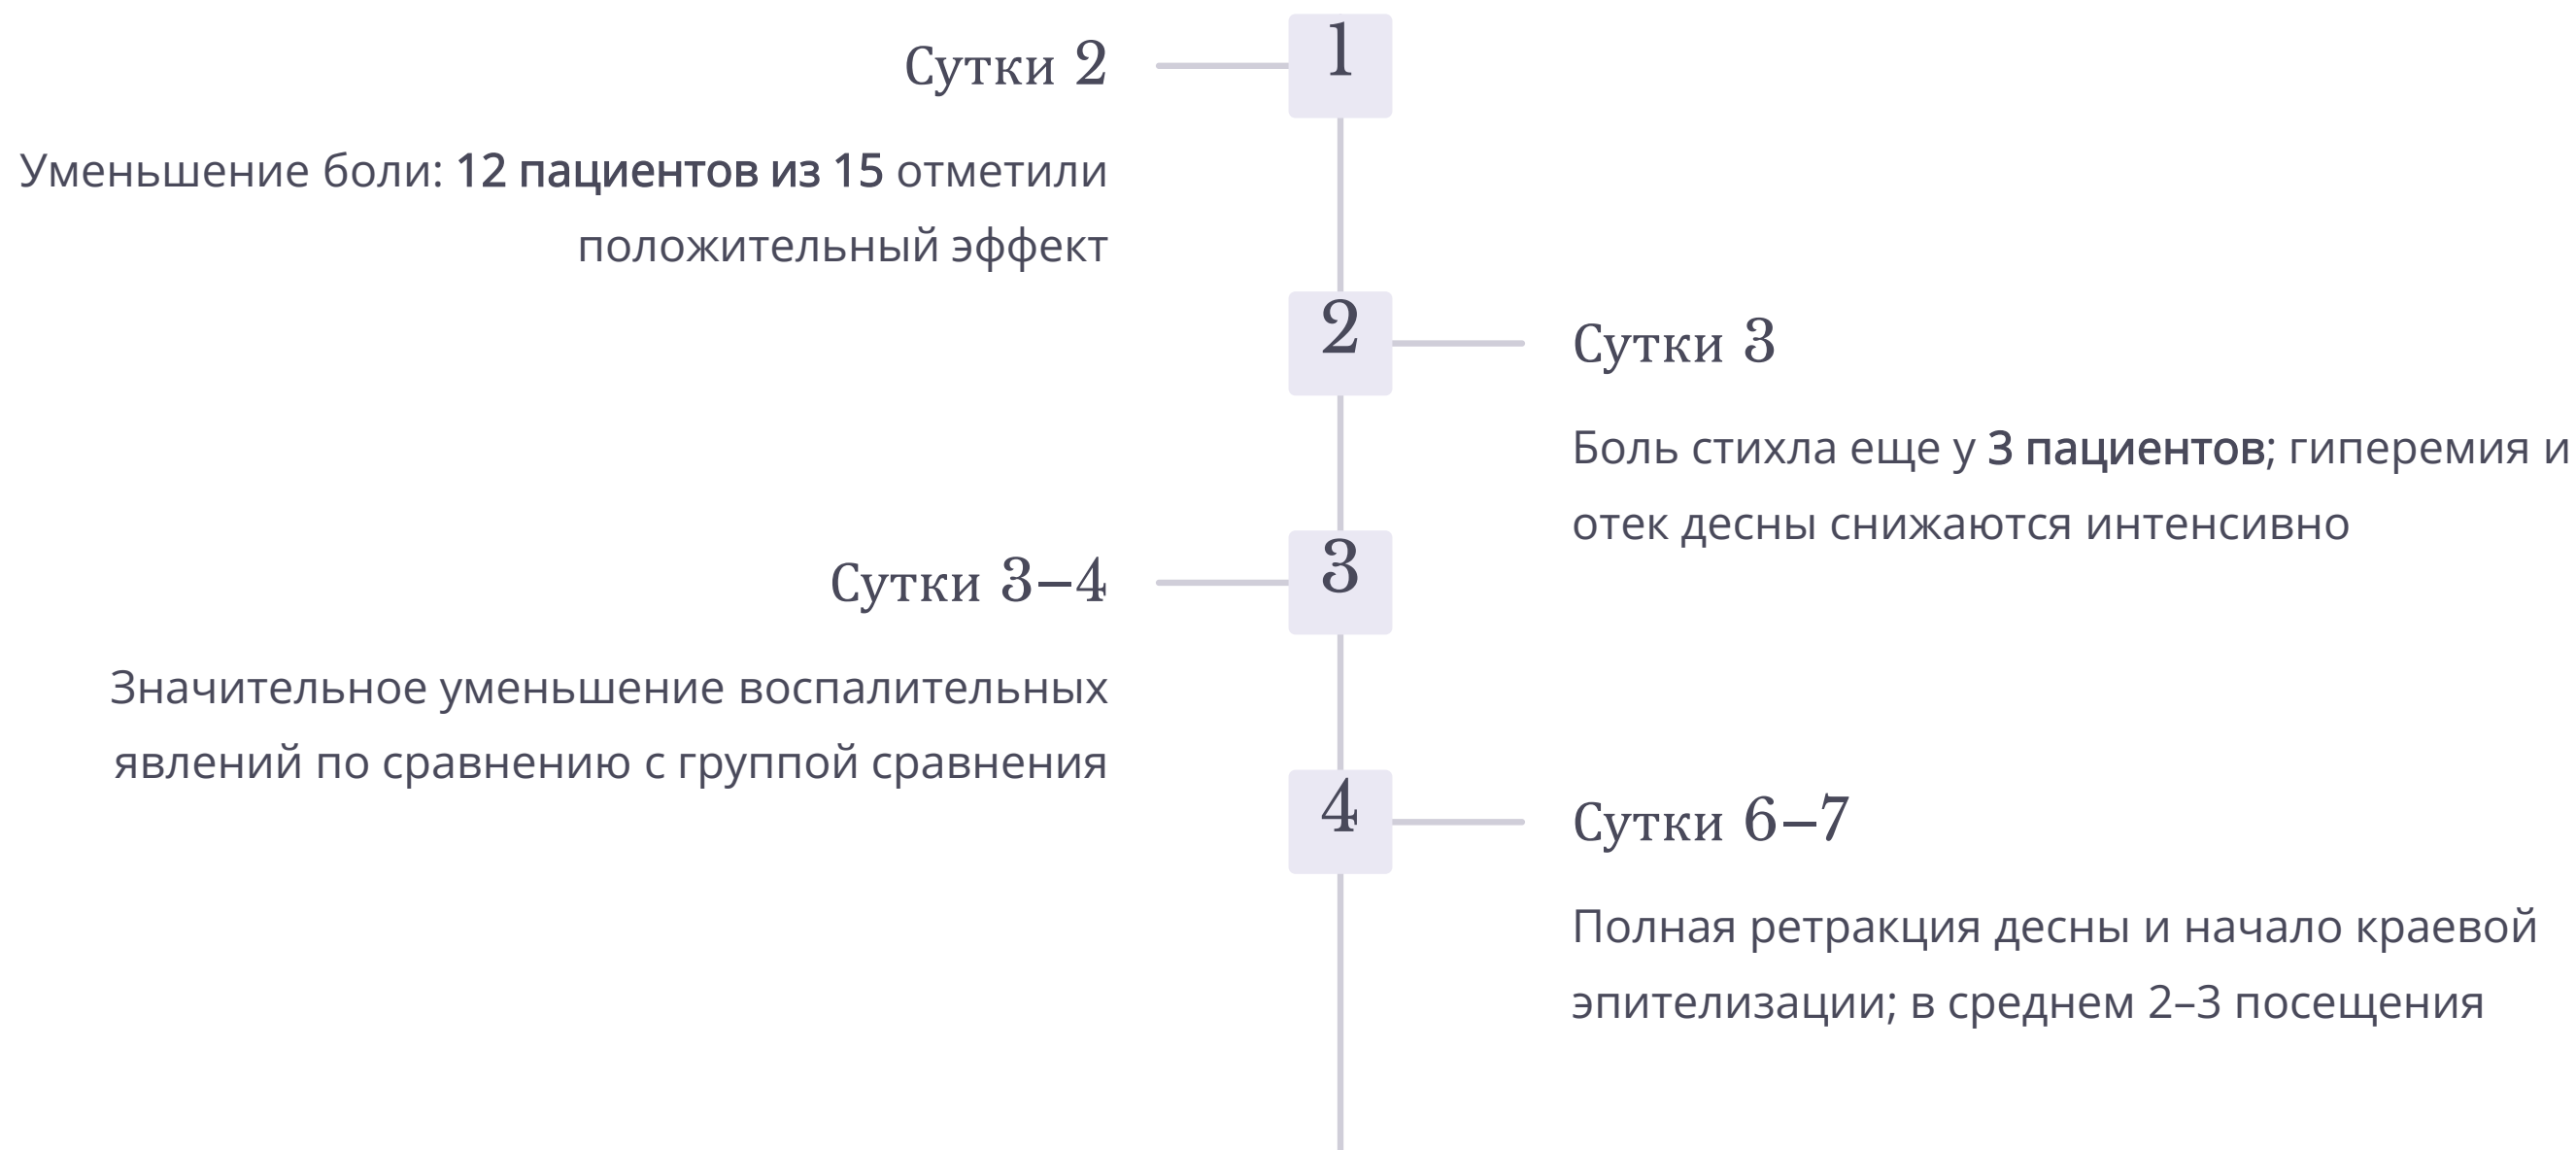 1
Сутки 2
Уменьшение боли: 12 пациентов из 15 отметили
положительный эффект
2
Сутки 3
Боль стихла еще у 3 пациентов; гиперемия и
отек десны снижаются интенсивно
3
Сутки 3–4
Значительное уменьшение воспалительных
явлений по сравнению с группой сравнения
4
Сутки 6–7
Полная ретракция десны и начало краевой
эпителизации; в среднем 2–3 посещения